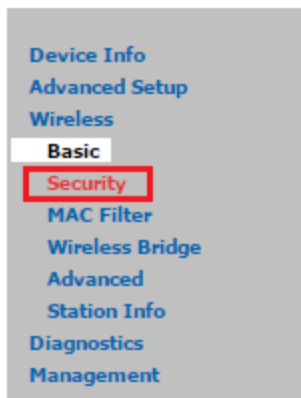 Device Info
Advanced Setup
Wireless
Basic
Security
MAC Filter
Wireless Bridge
Advanced
Station Info
Diagnostics
Management